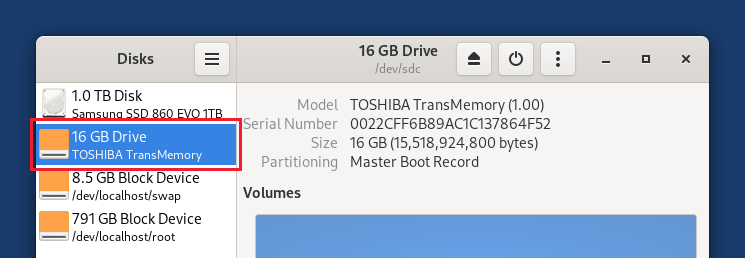 Disks
16 GB Drive
/dev/sdc
1.0 TB Disk
Samsung SSD 860 EVO 1TB
16 GB Drive
TOSHIBA TransMemory
8.5 GB Block Device
/dev/localhost/swap
791 GB Block Device
/dev/localhost/root
Model TOSHIBA TransMemory (1.00)
Serial Number 0022CFF6B89AC1C137864F52
Size 16 GB (15,518,924,800 bytes)
Partitioning Master Boot Record
Volumes